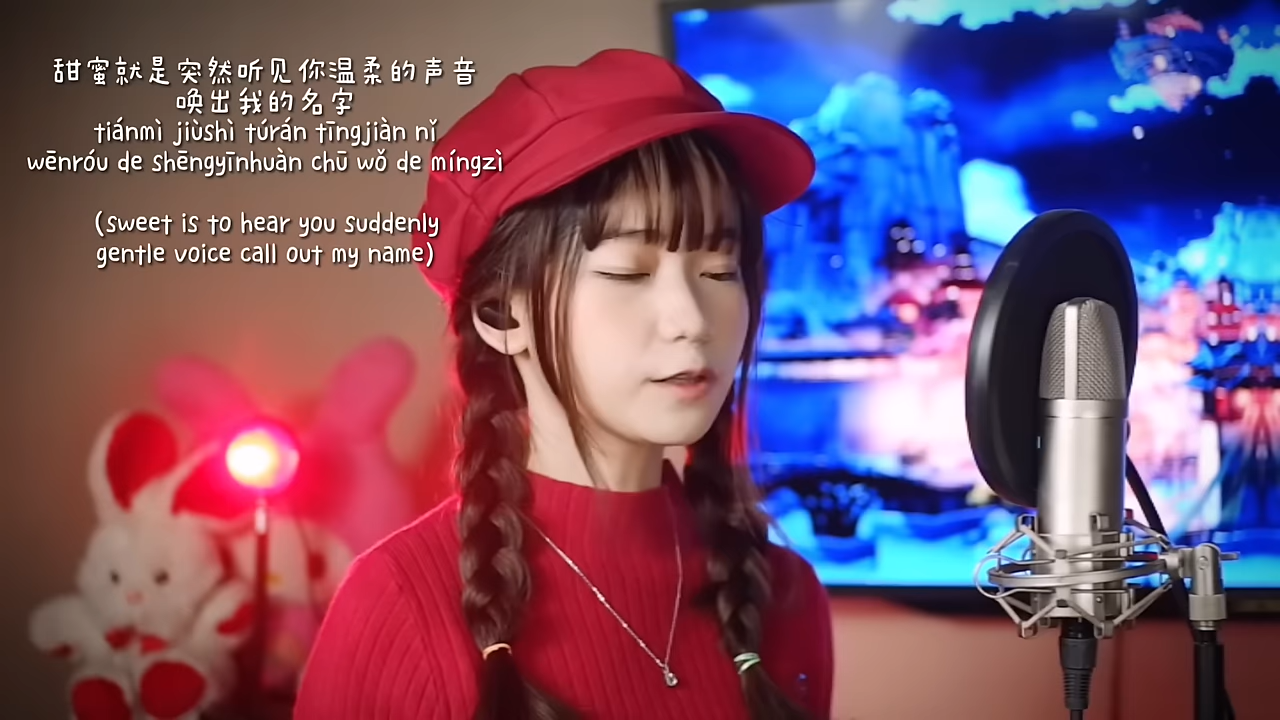 甜蜜就是突然听见你温柔的声音
唤出我的名字
tiánmì jiùshì túrán tīngjiàn nǐ
wēnróu de shēngyīnhuàn chū wǒ de míngzì
(sweet is to hear you suddenly
gentle voice call out my name)